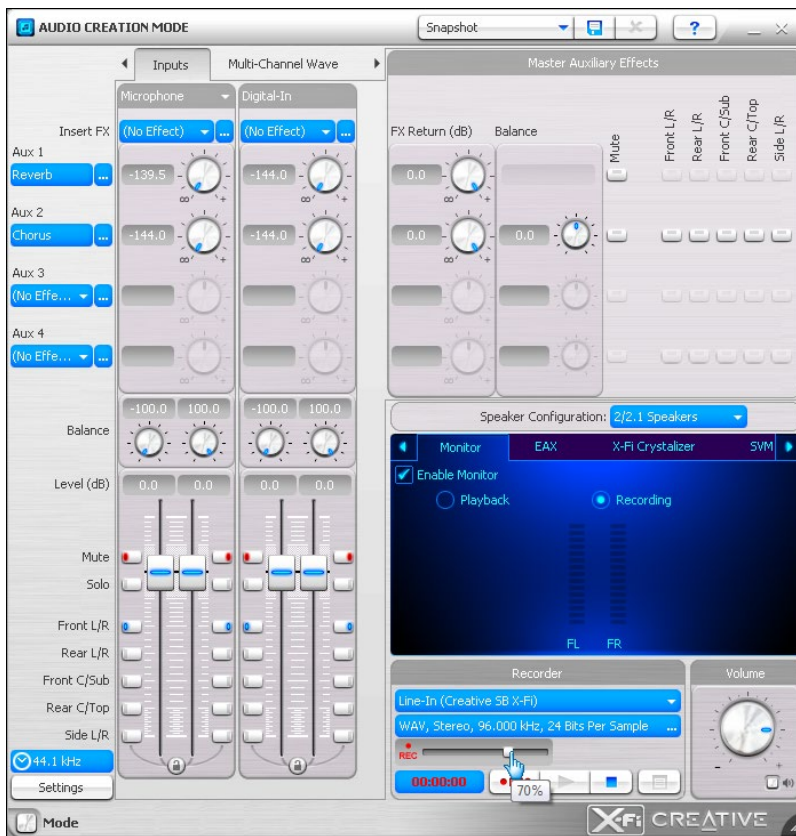 AUDIO CREATION MODE
Snapshot
?
Inputs
Multi-Channel Wave
Master Auxiliary Effects
Microphone
Digital-In
Insert FX
(No Effect) ...
(No Effect) ...
FX Return (dB)
Balance
Mute
Front L/R
Rear L/R
Front C/Sub
Rear C/Top
Side L/R
Aux 1
Reverb ...
-139.5 - ∞ +
-144.0 - ∞ +
0.0 - ∞ +
Aux 2
Chorus ...
-144.0 - ∞ +
-144.0 - ∞ +
0.0 - ∞ +
0.0 - +
Aux 3
(No Effe... ...
Aux 4
(No Effe... ...
Balance
-100.0 100.0
-100.0 100.0
Speaker Configuration: 2/2.1 Speakers
Monitor
EAX
X-Fi Crystalizer
SVM
Enable Monitor
Playback
Recording
FL
FR
Level (dB)
0.0 0.0
0.0 0.0
Mute
Solo
Front L/R
Rear L/R
Front C/Sub
Rear C/Top
Side L/R
44.1 kHz
Settings
Recorder
Line-In (Creative SB X-Fi)
WAV, Stereo, 96.000 kHz, 24 Bits Per Sample ...
REC
00:00:00
70%
Volume
- +
Mode
X-Fi CREATIVE